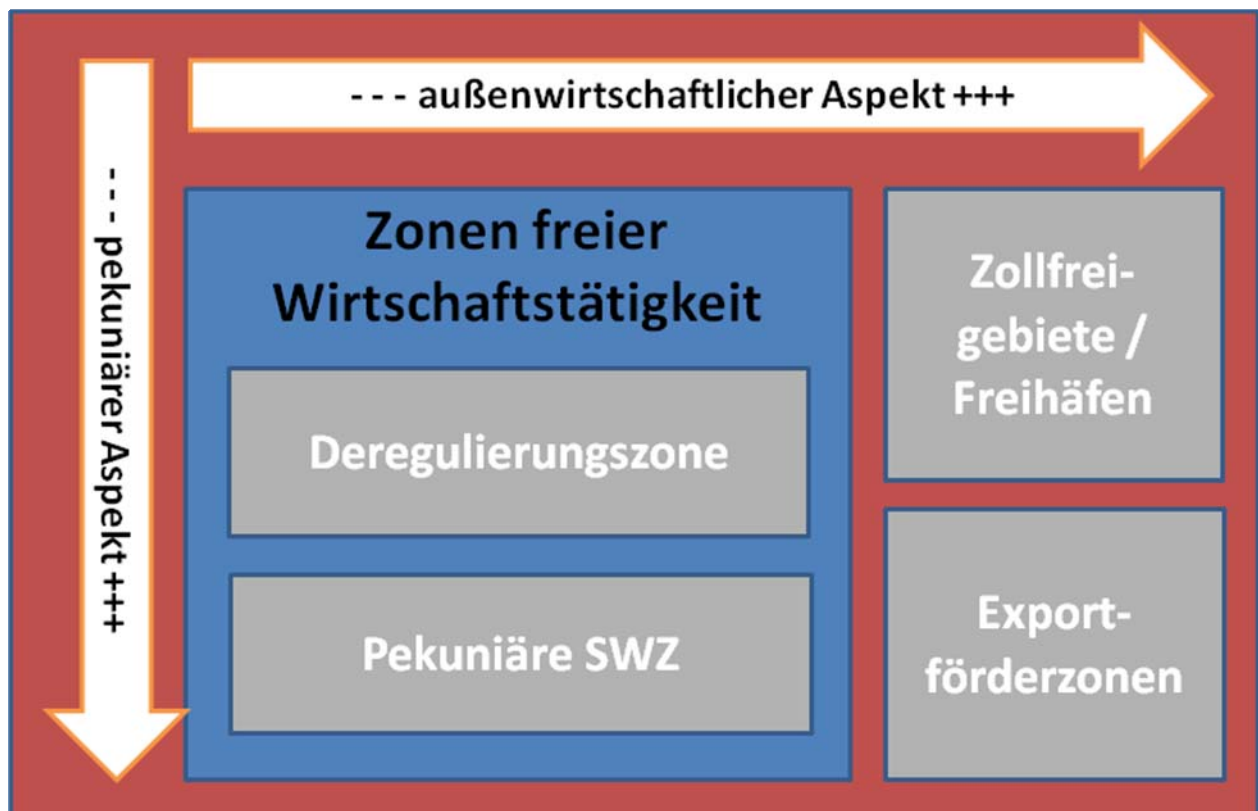 - - - außenwirtschaftlicher Aspekt +++
- - - pekuniärer Aspekt +++
Zonen freier
Wirtschaftstätigkeit
Deregulierungszone
Pekuniäre SWZ
Zollfrei-
gebiete /
Freihäfen
Export-
förderzonen